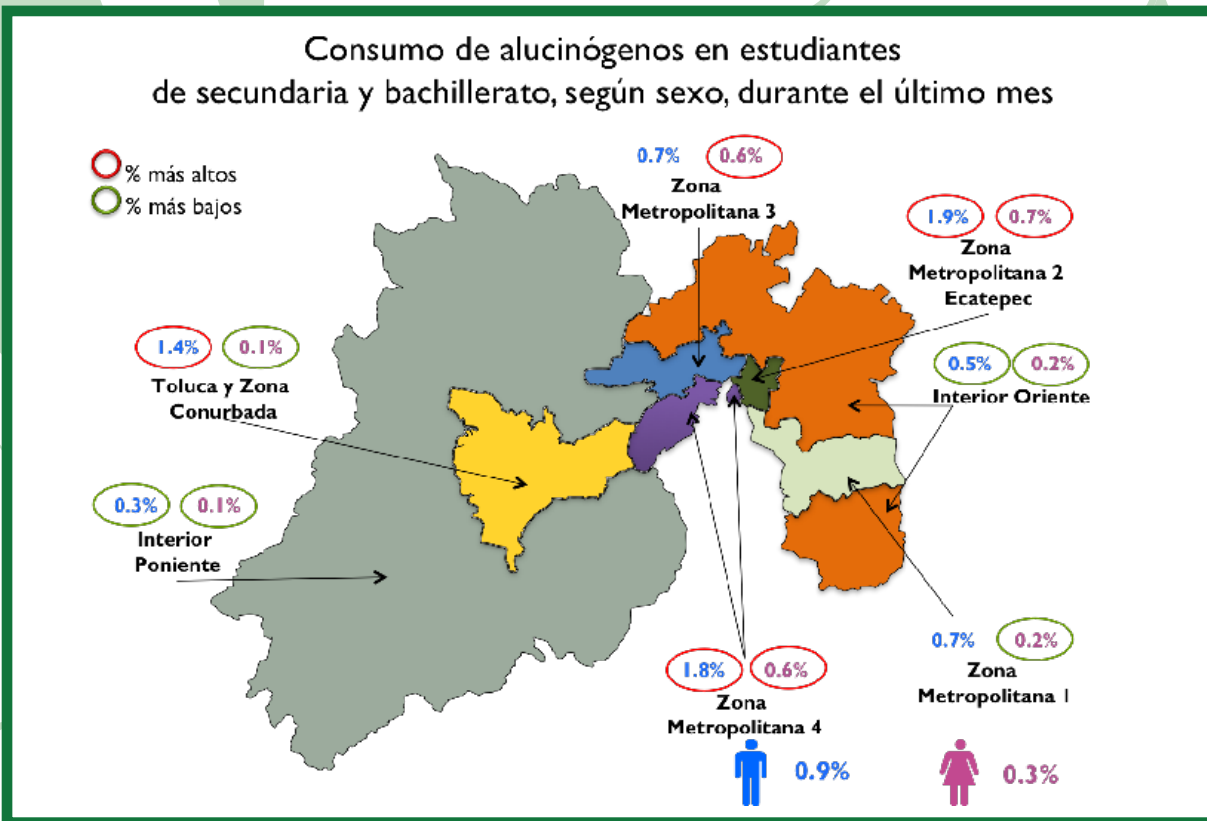 Consumo de alucinógenos en estudiantes
de secundaria y bachillerato, según sexo, durante el último mes
% más altos
% más bajos
0.7% 0.6%
Zona
Metropolitana 3
1.9% 0.7%
Zona
Metropolitana 2
Ecatepec
1.4% 0.1%
Toluca y Zona
Conurbada
0.5% 0.2%
Interior Oriente
0.3% 0.1%
Interior
Poniente
0.7% 0.2%
Zona
Metropolitana 1
1.8% 0.6%
Zona
Metropolitana 4
0.9%
0.3%